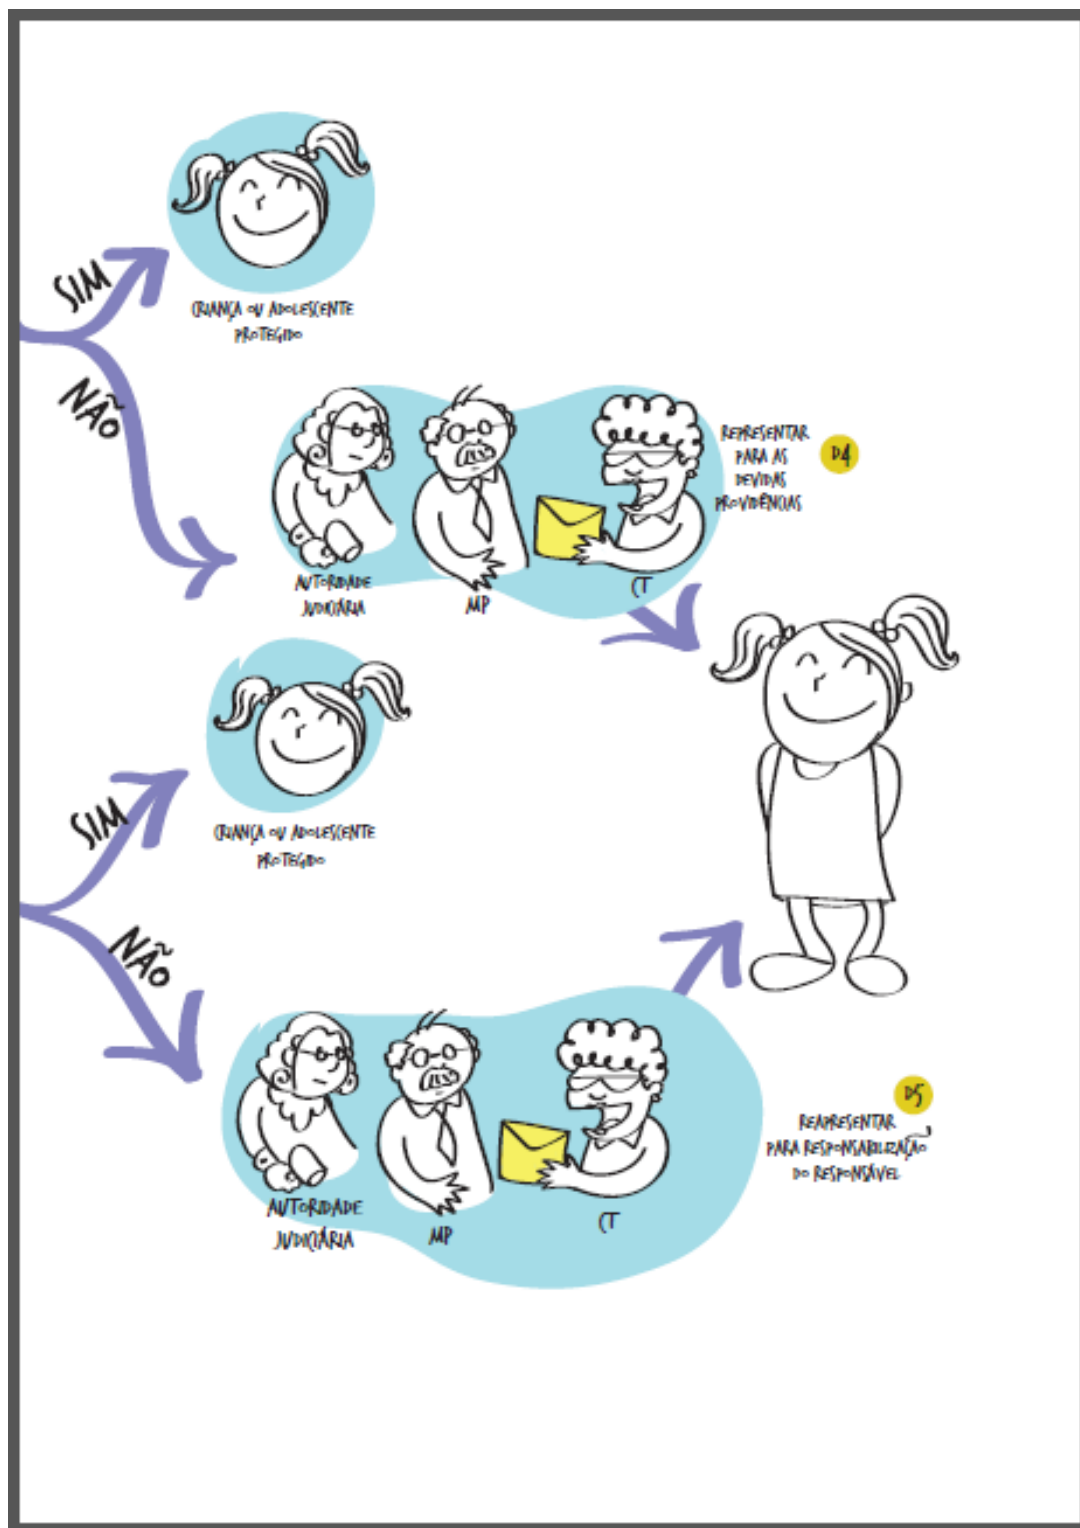 SIM
CRIANÇA OU ADOLESCENTE
PROTEGIDO
NÃO
REPRESENTAR
PARA AS
DEVIDAS
PROVIDÊNCIAS
D4
AUTORIDADE
JUDICIÁRIA
MP
CT
SIM
CRIANÇA OU ADOLESCENTE
PROTEGIDO
NÃO
D5
REAPRESENTAR
PARA RESPONSABILIZAÇÃO
DO RESPONSÁVEL
AUTORIDADE
JUDICIÁRIA
MP
CT